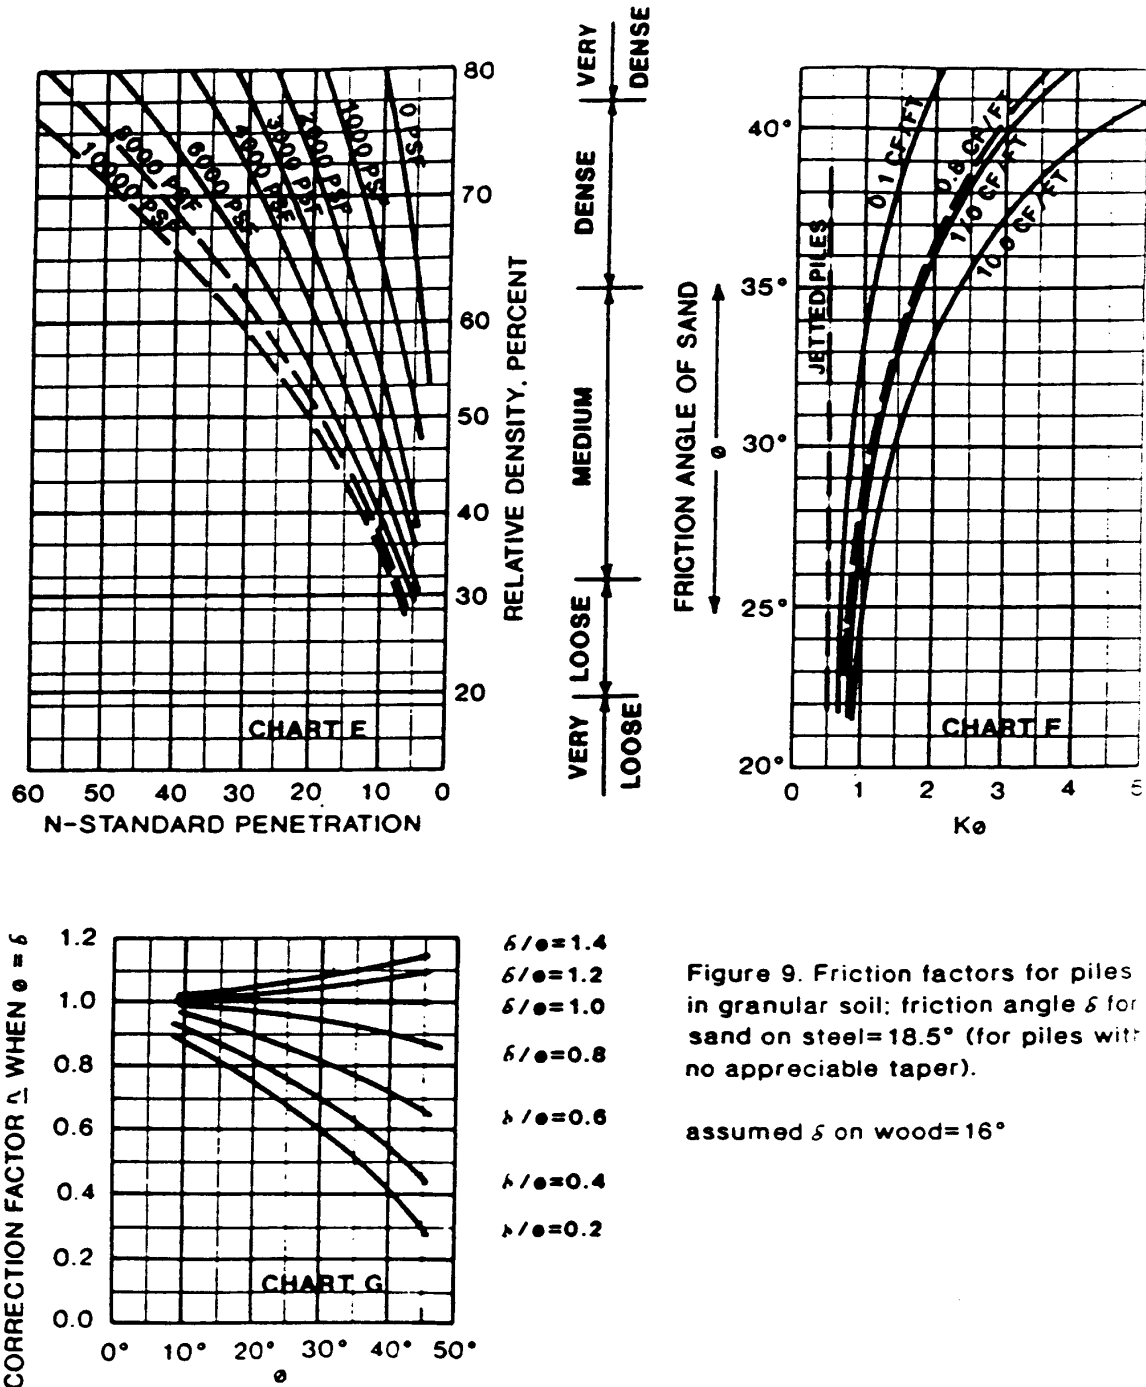 0 PSF
1000 PSF
2000 PSF
3000 PSF
4000 PSF
6000 PSF
8000 PSF
10000 PSF
80
70
60
50
40
30
20
RELATIVE DENSITY, PERCENT
CHART E
60 50 40 30 20 10 0
N-STANDARD PENETRATION
VERY DENSE
DENSE
MEDIUM
LOOSE
VERY LOOSE
FRICTION ANGLE OF SAND
ø
40°
35°
30°
25°
20°
JETTED PILES
0.1 CF/FT
0.8 CF/FT
1.0 CF/FT
10.0 CF/FT
CHART F
0 1 2 3 4 5
Kø
CORRECTION FACTOR WHEN ø = δ
1.2
1.0
0.8
0.6
0.4
0.2
0.0
CHART G
0° 10° 20° 30° 40° 50°
ø
δ/ø=1.4
δ/ø=1.2
δ/ø=1.0
δ/ø=0.8
δ/ø=0.6
δ/ø=0.4
δ/ø=0.2
Figure 9. Friction factors for piles
in granular soil: friction angle δ for
sand on steel=18.5° (for piles with
no appreciable taper).
assumed δ on wood=16°